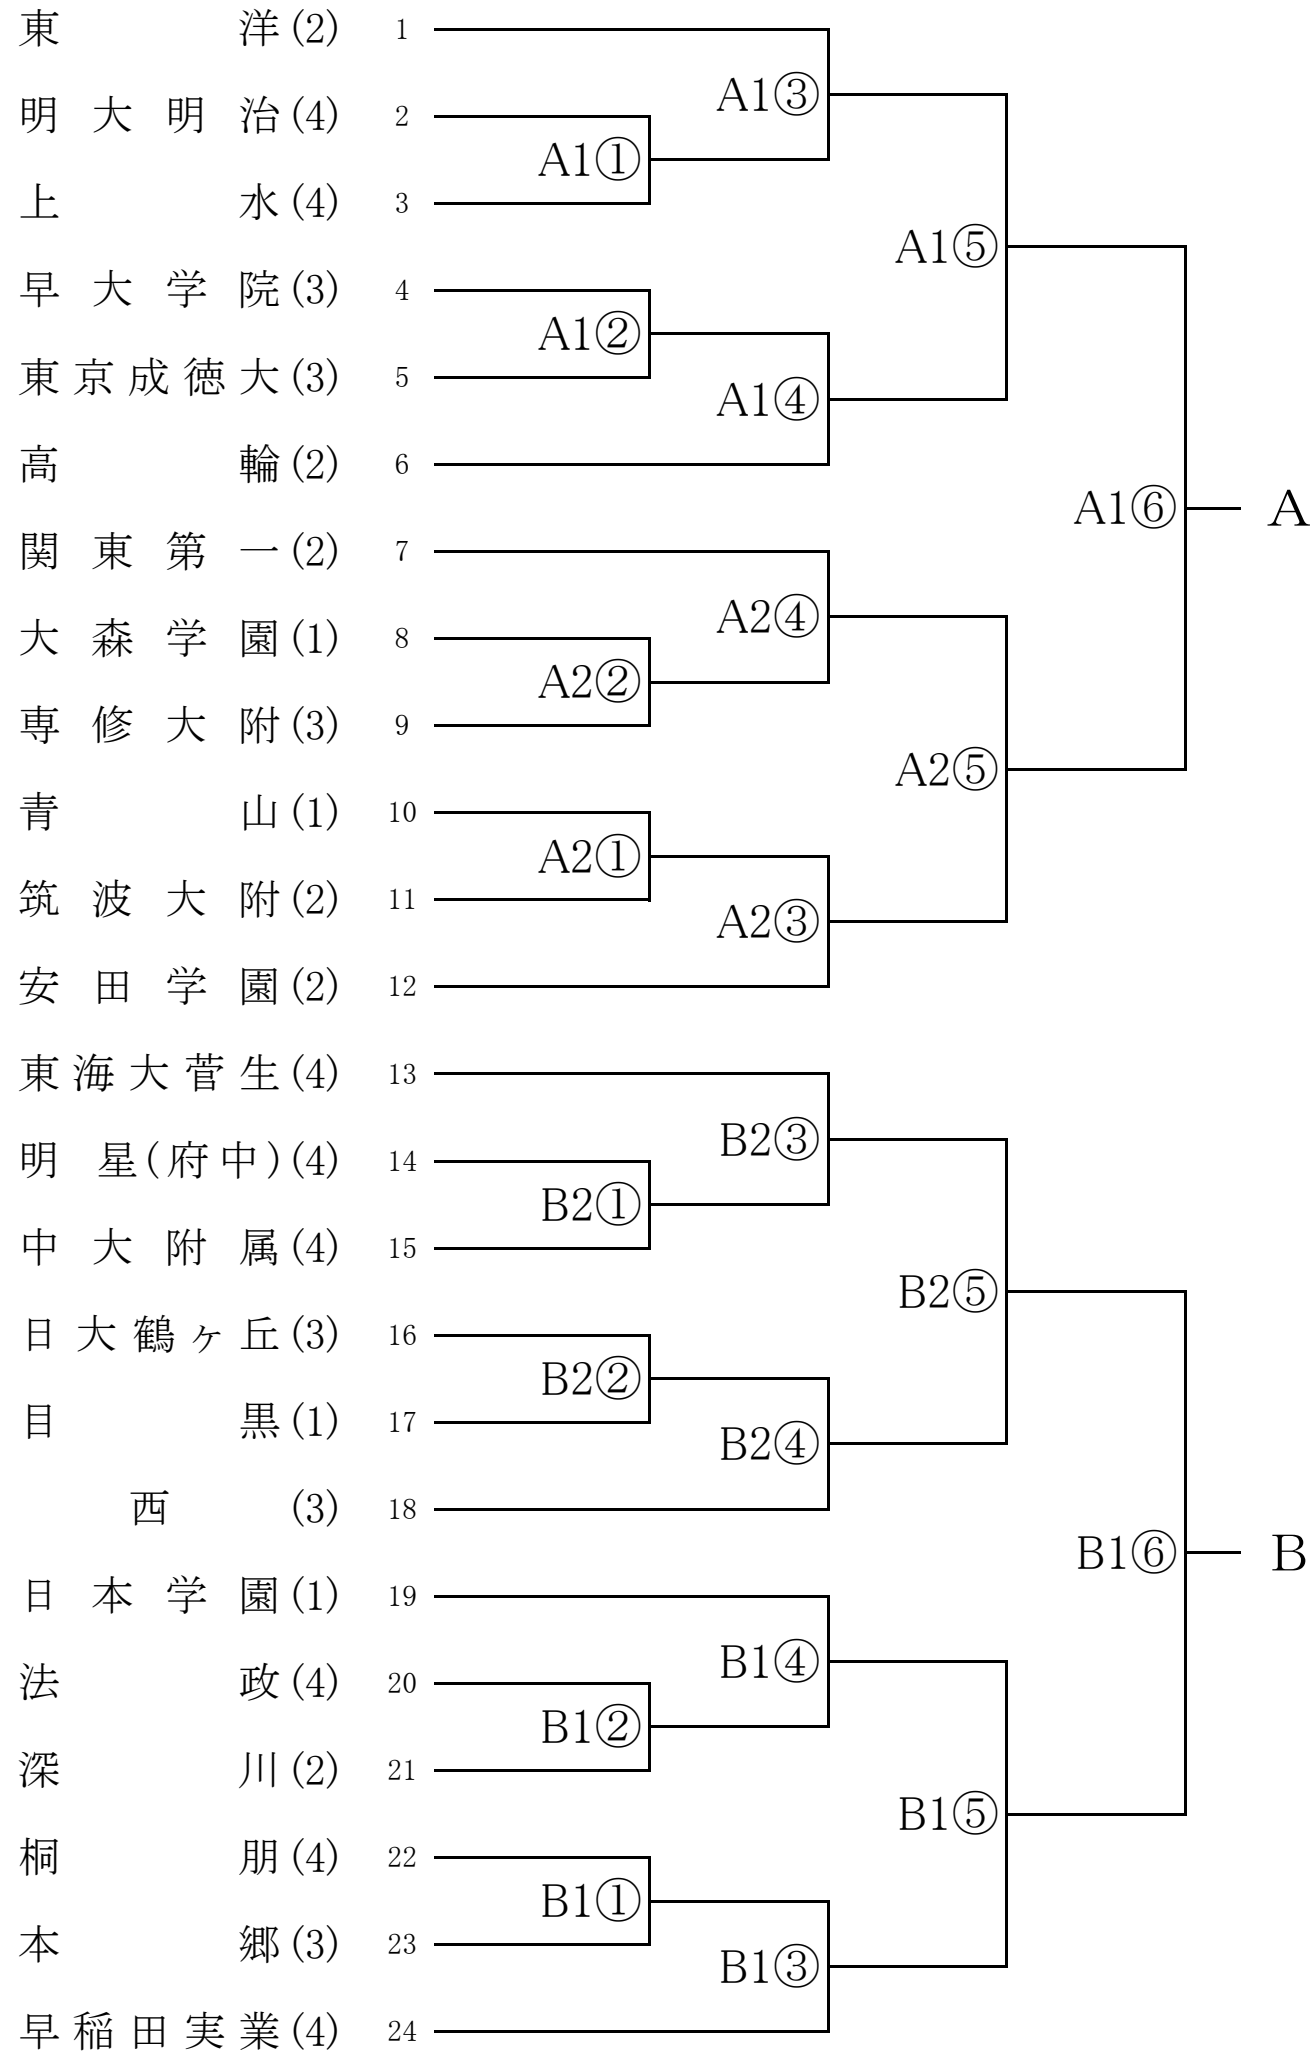 東洋(2) 1
A1③
明大明治(4) 2
A1①
上水(4) 3
A1⑤
早大学院(3) 4
A1②
東京成徳大(3) 5
A1④
高輪(2) 6
A1⑥ A
関東第一(2) 7
A2④
大森学園(1) 8
A2②
専修大附(3) 9
A2⑤
青山(1) 10
A2①
筑波大附(2) 11
A2③
安田学園(2) 12
東海大菅生(4) 13
B2③
明星(府中)(4) 14
B2①
中大附属(4) 15
B2⑤
日大鶴ヶ丘(3) 16
B2②
目黒(1) 17
B2④
西(3) 18
B1⑥ B
日本学園(1) 19
B1④
法政(4) 20
B1②
深川(2) 21
B1⑤
桐朋(4) 22
B1①
本郷(3) 23
B1③
早稲田実業(4) 24